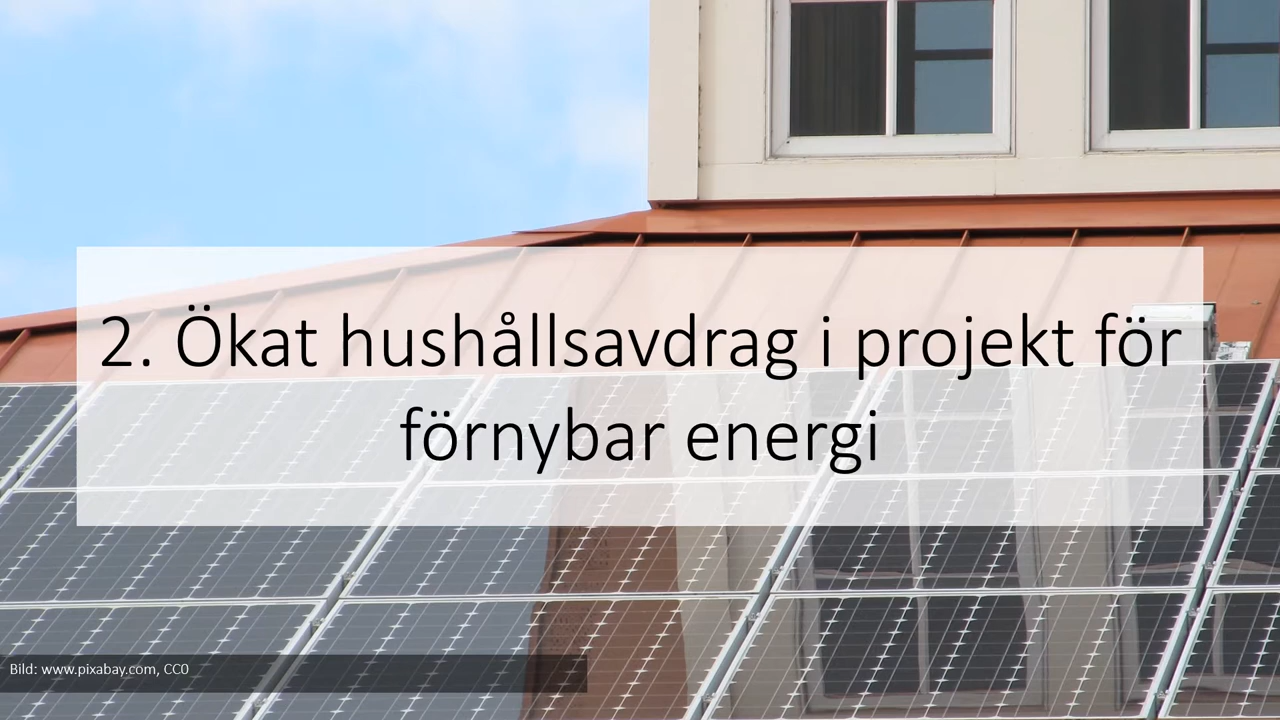 2. Ökat hushållsavdrag i projekt för
förnybar energi
Bild: www.pixabay.com, CC0